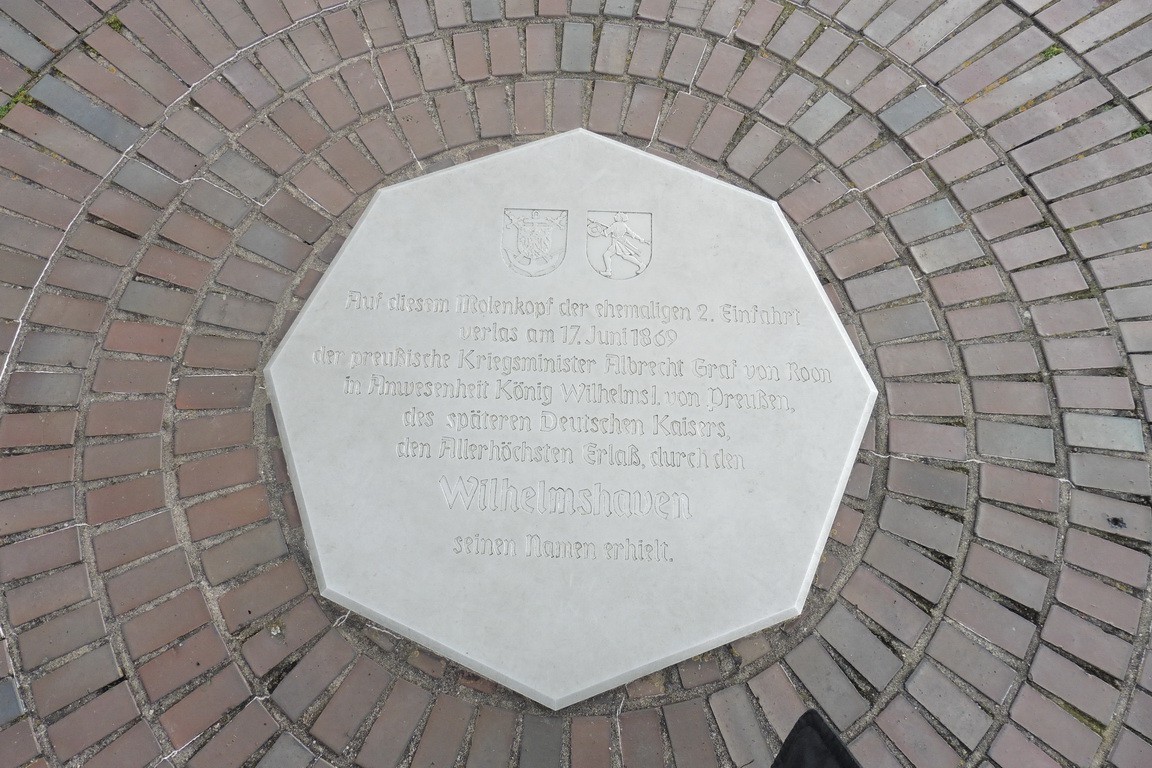 Auf diesem Molenkopf der ehemaligen 2. Einfahrt
verlas am 17. Juni 1869
der preußische Kriegsminister Albrecht Graf von Roon
in Anwesenheit König Wilhelms I. von Preußen,
des späteren Deutschen Kaisers,
den Allerhöchsten Erlaß, durch den
Wilhelmshaven
seinen Namen erhielt.